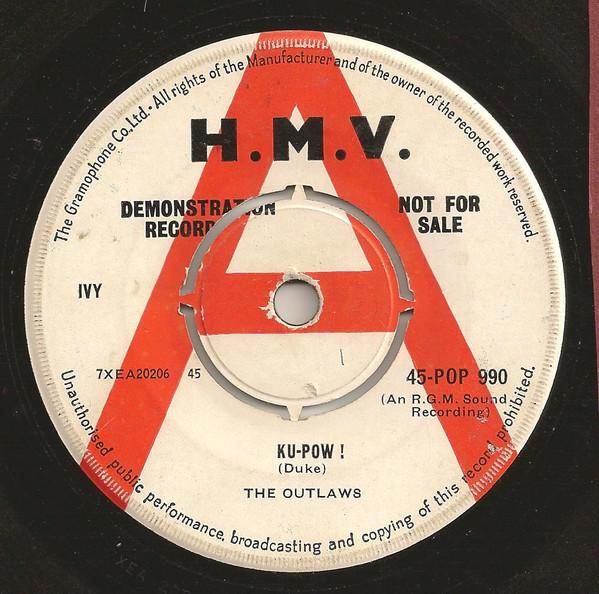 The Gramophone Co., Ltd. · All rights of the Manufacturer and of the owner of the recorded work reserved.
H.M.V.
DEMONSTRATION RECORD
NOT FOR SALE
IVY
7XEA20206 45
45-POP 990
(An R.G.M. Sound Recording)
KU-POW !
(Duke)
THE OUTLAWS
Unauthorised public performance, broadcasting and copying of this record prohibited.
A